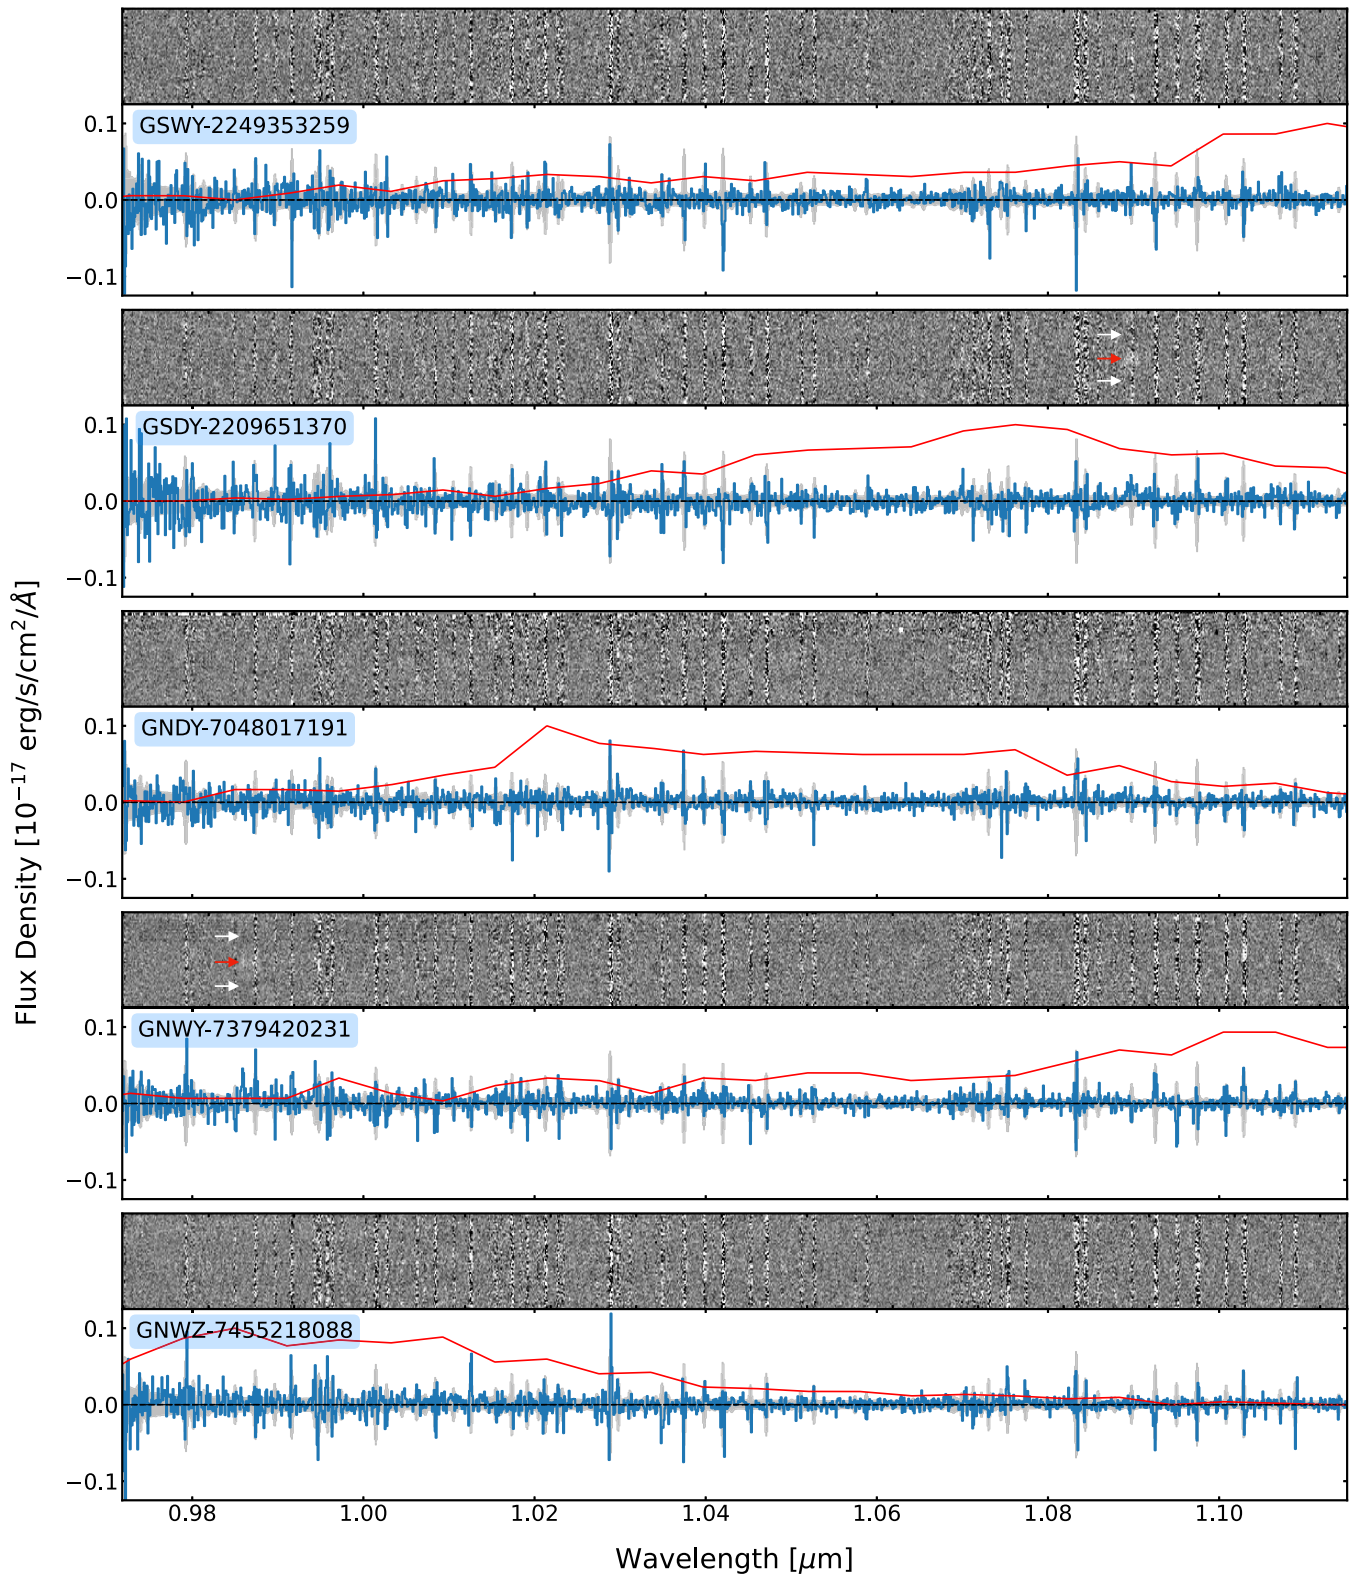 GSWY-2249353259
0.1
0.0
−0.1
GSDY-2209651370
0.1
0.0
−0.1
GNDY-7048017191
0.1
0.0
−0.1
GNWY-7379420231
0.1
0.0
−0.1
GNWZ-7455218088
0.1
0.0
−0.1
0.98 1.00 1.02 1.04 1.06 1.08 1.10
Wavelength [μm]
Flux Density [10⁻¹⁷ erg/s/cm²/Å]